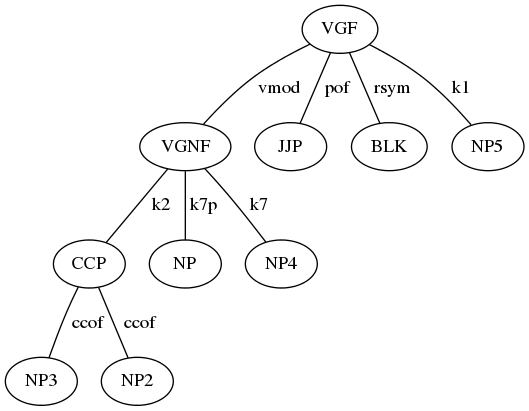 VGF
vmod pof rsym k1
VGNF JJP BLK NP5
k2 k7p k7
CCP NP NP4
ccof ccof
NP3 NP2